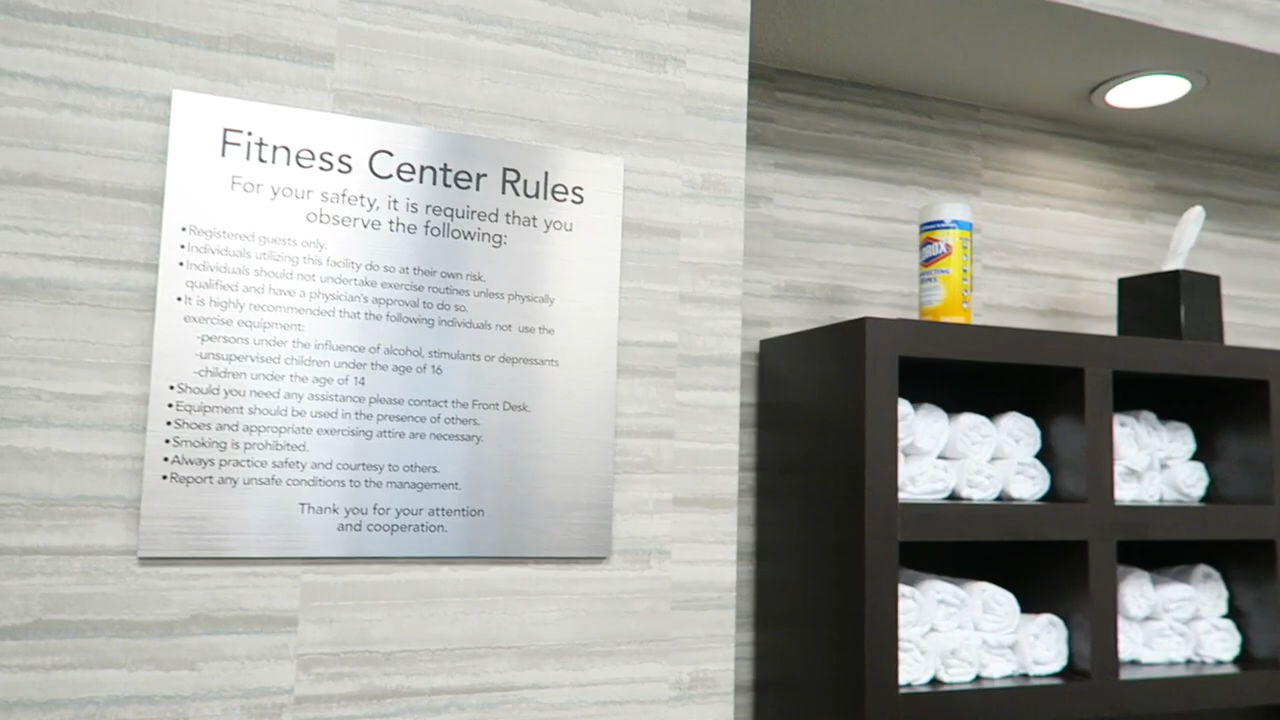 Fitness Center Rules
For your safety, it is required that you
observe the following:
•Registered guests only.
•Individuals utilizing this facility do so at their own risk.
•Individuals should not undertake exercise routines unless physically
qualified and have a physician's approval to do so.
•It is highly recommended that the following individuals not use the
exercise equipment:
-persons under the influence of alcohol, stimulants or depressants
-unsupervised children under the age of 16
-children under the age of 14
•Should you need any assistance please contact the Front Desk.
•Equipment should be used in the presence of others.
•Shoes and appropriate exercising attire are necessary.
•Smoking is prohibited.
•Always practice safety and courtesy to others.
•Report any unsafe conditions to the management.
Thank you for your attention
and cooperation.